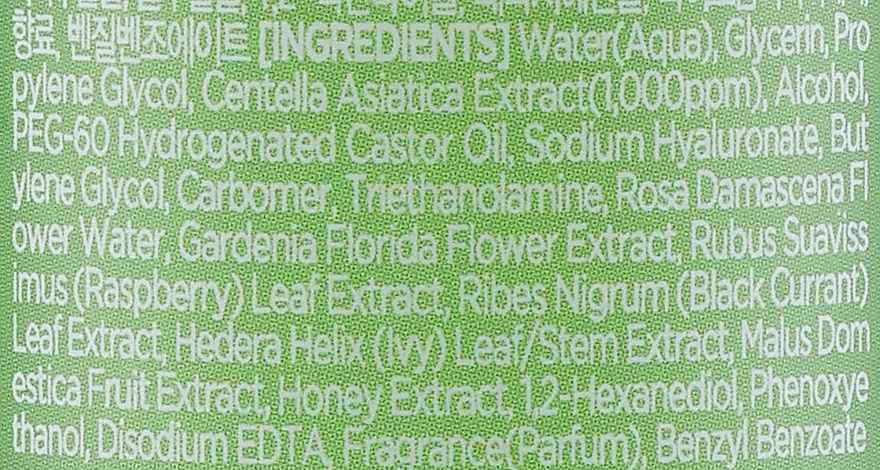 향료, 벤질벤조에이트 [INGREDIENTS] Water(Aqua), Glycerin, Pro
pylene Glycol, Centella Asiatica Extract(1,000ppm), Alcohol,
PEG-60 Hydrogenated Castor Oil, Sodium Hyaluronate, But
ylene Glycol, Carbomer, Triethanolamine, Rosa Damascena Fl
ower Water, Gardenia Florida Flower Extract, Rubus Suaviss
imus (Raspberry) Leaf Extract, Ribes Nigrum (Black Currant)
Leaf Extract, Hedera Helix (Ivy) Leaf/Stem Extract, Malus Dom
estica Fruit Extract, Honey Extract, 1,2-Hexanediol, Phenoxye
thanol, Disodium EDTA, Fragrance(Parfum), Benzyl Benzoate